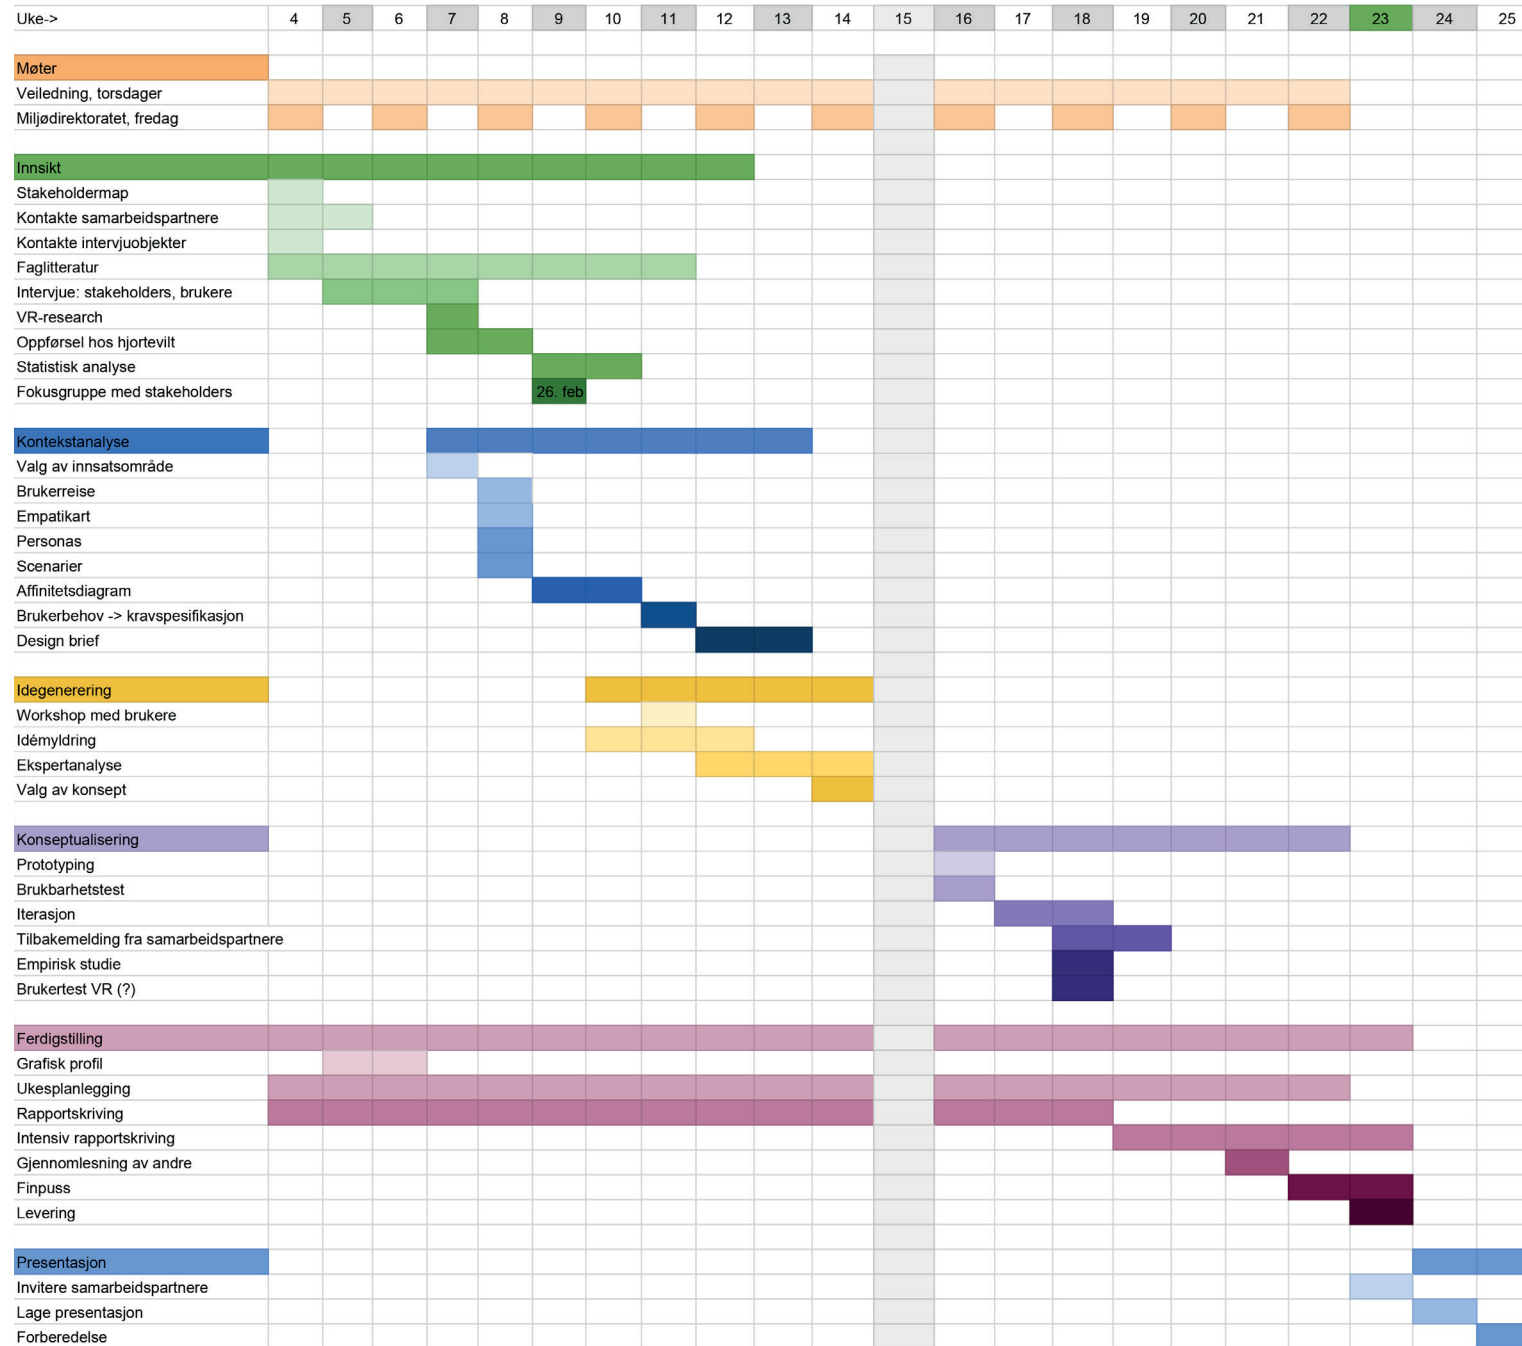 Uke-> 4 5 6 7 8 9 10 11 12 13 14 15 16 17 18 19 20 21 22 23 24 25
Møter
Veiledning, torsdager
Miljødirektoratet, fredag
Innsikt
Stakeholdermap
Kontakte samarbeidspartnere
Kontakte intervjuobjekter
Faglitteratur
Intervjue: stakeholders, brukere
VR-research
Oppførsel hos hjortevilt
Statistisk analyse
Fokusgruppe med stakeholders 26. feb
Kontekstanalyse
Valg av innsatsområde
Brukerreise
Empatikart
Personas
Scenarier
Affinitetsdiagram
Brukerbehov -> kravspesifikasjon
Design brief
Idegenerering
Workshop med brukere
Idémyldring
Ekspertanalyse
Valg av konsept
Konseptualisering
Prototyping
Brukbarhetstest
Iterasjon
Tilbakemelding fra samarbeidspartnere
Empirisk studie
Brukertest VR (?)
Ferdigstilling
Grafisk profil
Ukesplanlegging
Rapportskriving
Intensiv rapportskriving
Gjennomlesning av andre
Finpuss
Levering
Presentasjon
Invitere samarbeidspartnere
Lage presentasjon
Forberedelse